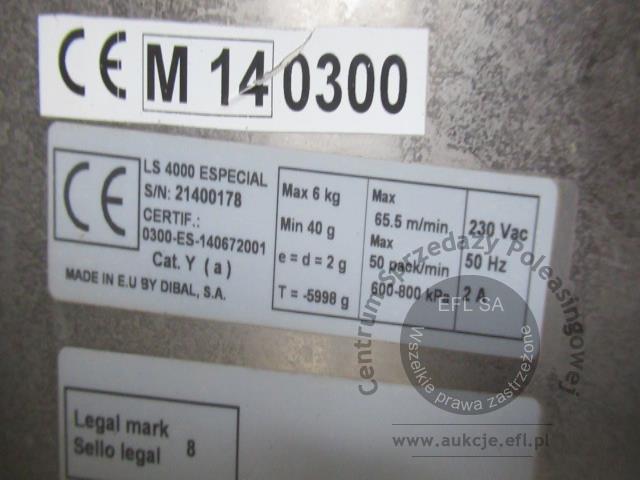 CE M 14 0300
CE
LS 4000 ESPECIAL
S/N: 21400178
CERTIF.:
0300-ES-140672001
Cat. Y ( a )
MADE IN E.U BY DIBAL, S.A.
Max 6 kg
Min 40 g
e = d = 2 g
T = -5998 g
Max
65.5 m/min
Max
50 pack/min
600-800 kPa
230 Vac
50 Hz
2 A
Centrum Sprzedaży Poleasingowej
EFL SA
Wszelkie prawa zastrzeżone
www.aukcje.efl.pl
Legal mark
Sello legal 8